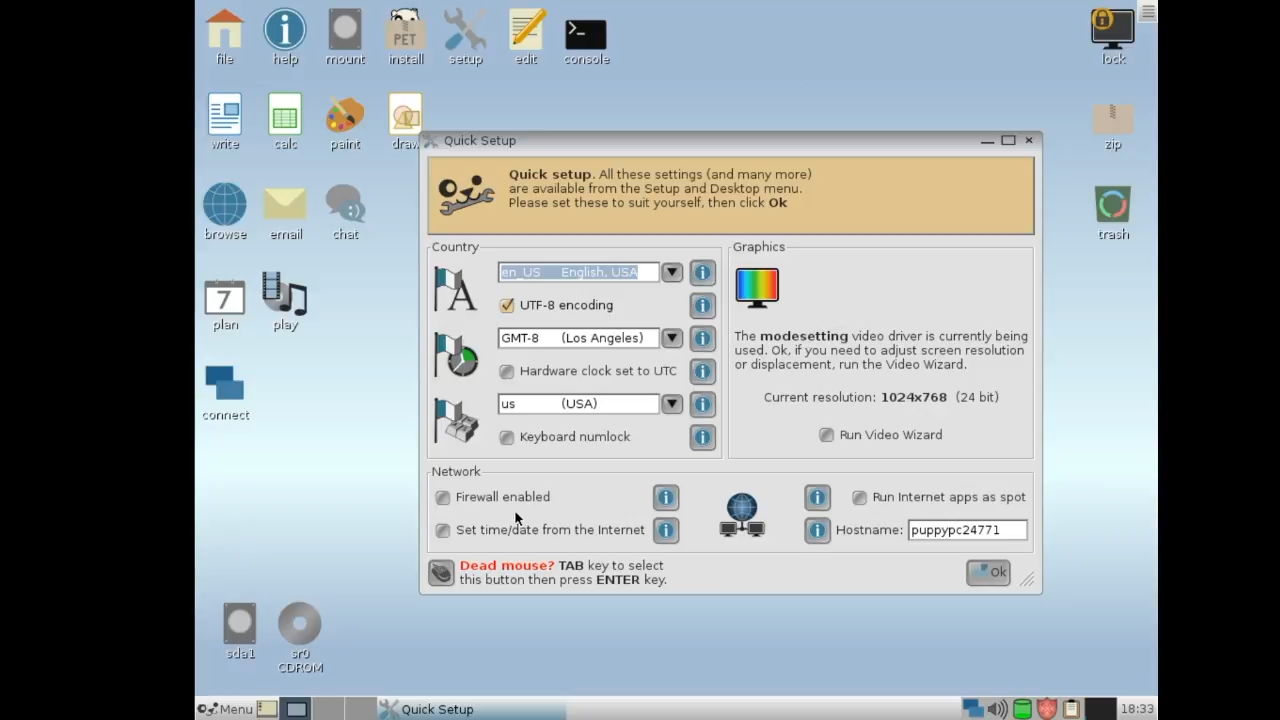 file
help
mount
PET
install
setup
edit
console
lock
write
calc
paint
draw
zip
browse
email
chat
trash
7
plan
play
connect
sda1
sr0
CDROM
Quick Setup
Quick setup. All these settings (and many more)
are available from the Setup and Desktop menu.
Please set these to suit yourself, then click Ok
Country
en_US English, USA
UTF-8 encoding
GMT-8 (Los Angeles)
Hardware clock set to UTC
us (USA)
Keyboard numlock
Graphics
The modesetting video driver is currently being
used. Ok, if you need to adjust screen resolution
or displacement, run the Video Wizard.
Current resolution: 1024x768 (24 bit)
Run Video Wizard
Network
Firewall enabled
Run Internet apps as spot
Set time/date from the Internet
Hostname: puppypc24771
Dead mouse? TAB key to select
this button then press ENTER key.
Ok
Menu
Quick Setup
18:33